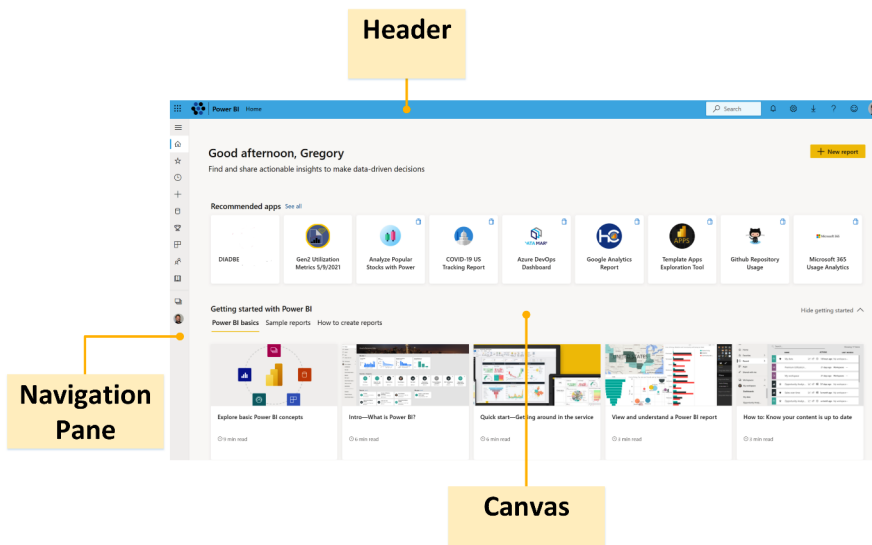 Header
Power BI Home
Search
Good afternoon, Gregory
Find and share actionable insights to make data-driven decisions
New report
Recommended apps See all
DIADBE
Gen2 Utilization
Metrics 5/9/2021
Analyze Popular
Stocks with Power
COVID-19 US
Tracking Report
Azure DevOps
Dashboard
Google Analytics
Report
APPS
Template Apps
Exploration Tool
Github Repository
Usage
Microsoft 365
Microsoft 365
Usage Analytics
Getting started with Power BI
Hide getting started
Power BI basics Sample reports How to create reports
Explore basic Power BI concepts
9 min read
Intro—What is Power BI?
6 min read
Quick start—Getting around in the service
6 min read
View and understand a Power BI report
How to: Know your content is up to date
Navigation
Pane
Canvas